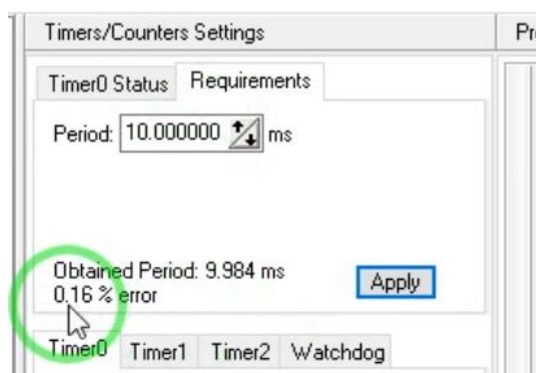 Timers/Counters Settings
Pr
Timer0 Status Requirements
Period: 10.000000 ms
Obtained Period: 9.984 ms
0.16 % error
Apply
Timer0 Timer1 Timer2 Watchdog